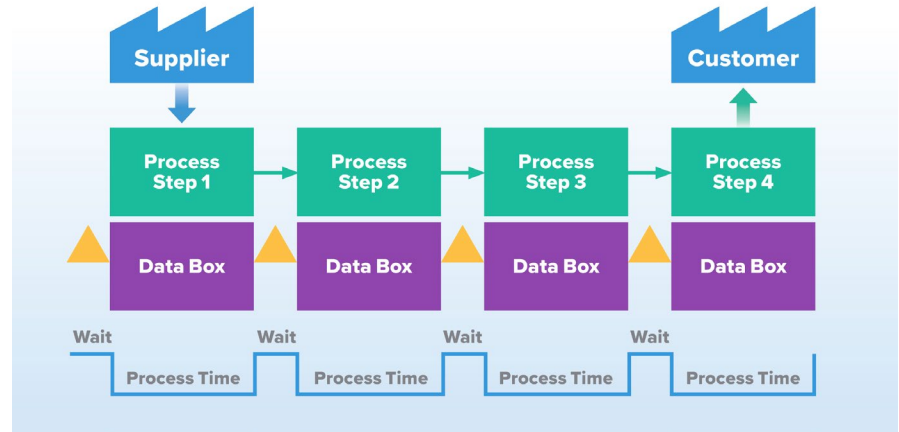 Supplier
Customer
Process
Step 1
Process
Step 2
Process
Step 3
Process
Step 4
Data Box
Data Box
Data Box
Data Box
Wait
Wait
Wait
Wait
Process Time
Process Time
Process Time
Process Time